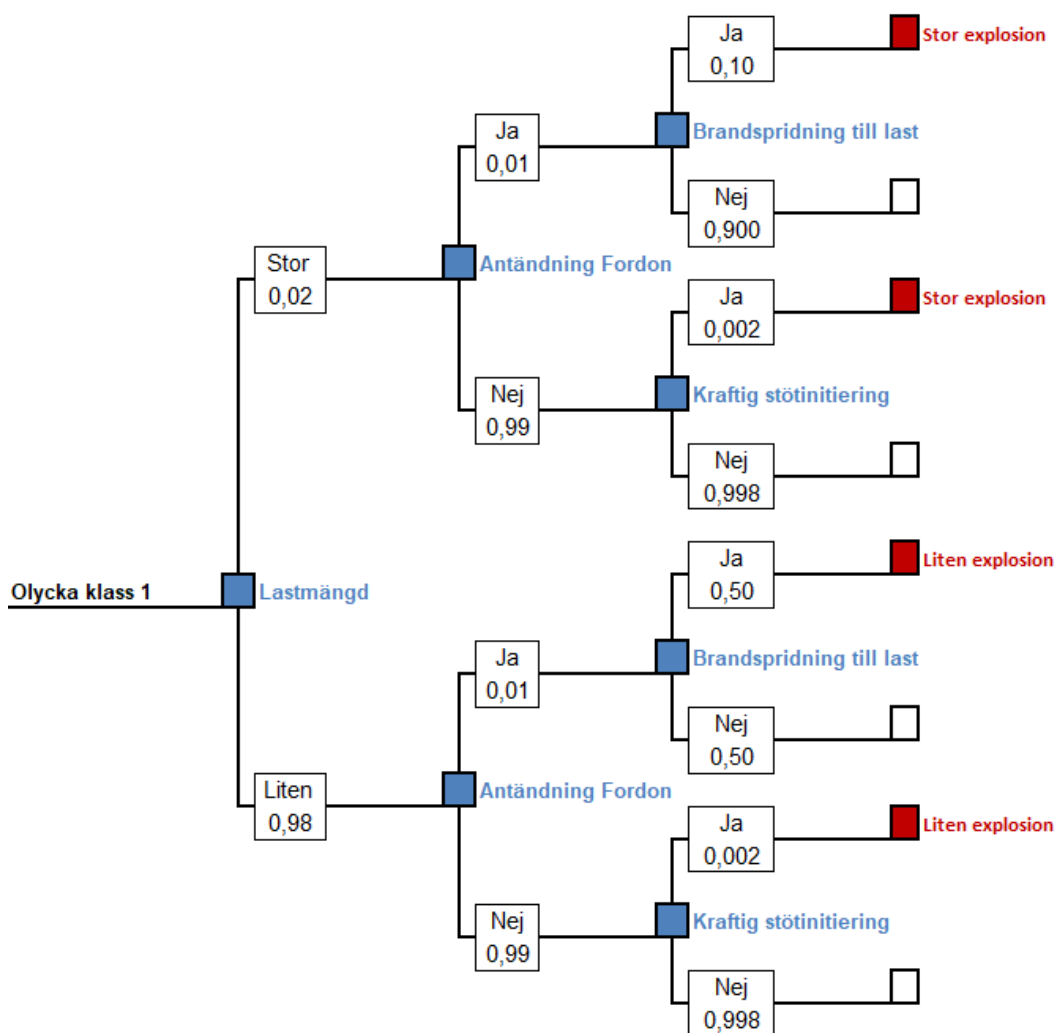 Ja
0,10
Stor explosion
Ja
0,01
Brandspridning till last
Nej
0,900
Stor
0,02
Antändning Fordon
Ja
0,002
Stor explosion
Nej
0,99
Kraftig stötinitiering
Nej
0,998
Olycka klass 1
Lastmängd
Ja
0,50
Liten explosion
Ja
0,01
Brandspridning till last
Nej
0,50
Liten
0,98
Antändning Fordon
Ja
0,002
Liten explosion
Nej
0,99
Kraftig stötinitiering
Nej
0,998